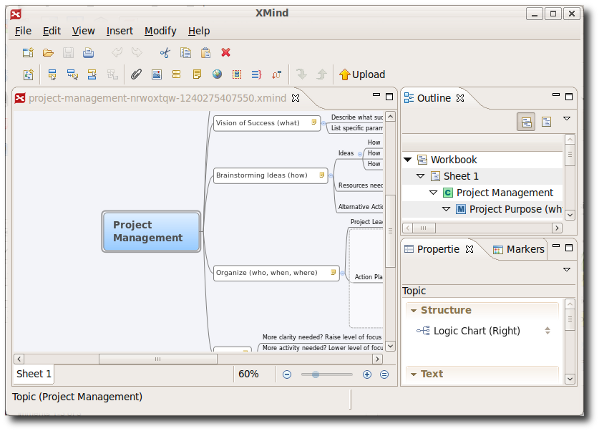 XMind
File Edit View Insert Modify Help
Upload
project-management-nrwoxtqw-1240275407550.xmind
Vision of Success (what)
Describe what suc
List specific param
Brainstorming Ideas (how)
Ideas
How
How
How
Resources nee
Alternative Actio
Project Management
Project Lea
Organize (who, when, where)
Action Pla
More clarity needed? Raise level of focus
More activity needed? Lower level of focu
Sheet 1
60%
Topic (Project Management)
Outline
Workbook
Sheet 1
C Project Management
M Project Purpose (wh
Propertie
Markers
Topic
Structure
Logic Chart (Right)
Text